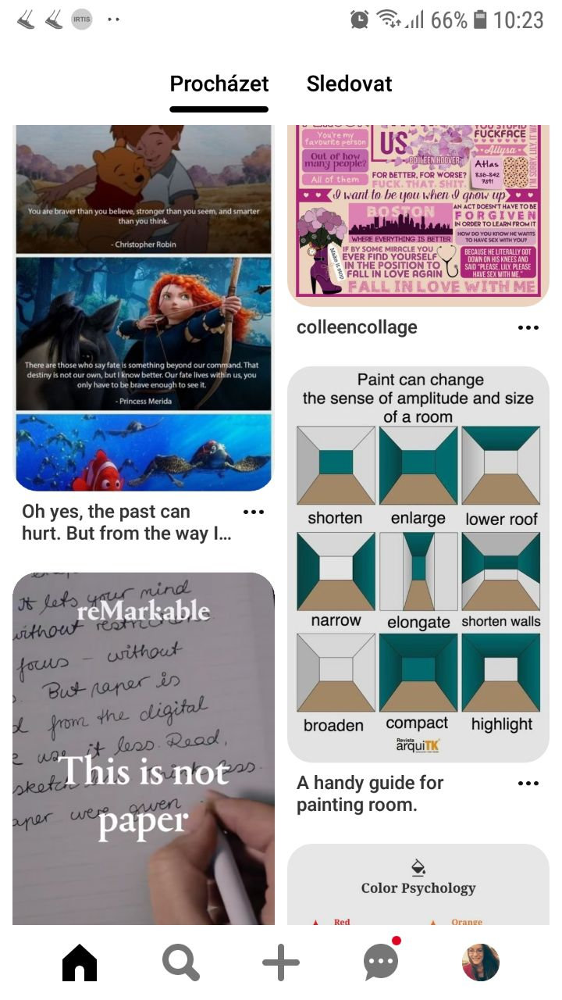 IRTIS
66% 10:23
Procházet Sledovat
You are braver than you believe, stronger than you seem, and smarter
than you think.
- Christopher Robin
There are those who say fate is something beyond our command. That
destiny is not our own, but I know better. Our fate lives within us, you
only have to be brave enough to see it.
- Princess Merida
Oh yes, the past can
hurt. But from the way I...
reMarkable
it lets your mind
without
focus - without
But paper is
from the digital
use it less. Read,
sketch
paper were given
This is not
paper
You're my
favourite person
Out of how
many people?
All of them
US
COLLEEN HOOVER
YOU STUPID
FUCKFACE
Allysa
Atlas
836-842
7391
FOR BETTER, FOR WORSE?
FUCK. THAT. SHIT.
I want to be you when I grow up
BOSTON
WHERE EVERYTHING IS BETTER
AN ACT DOESN'T HAVE TO BE
FORGIVEN
IN ORDER TO LEARN FROM IT
HOW DO YOU KNOW HE WANTS
TO HAVE SEX WITH YOU?
BECAUSE HE LITERALLY GOT
DOWN ON HIS KNEES AND
SAID "PLEASE, LILY. PLEASE
HAVE SEX WITH ME."
Make it stop
IF BY SOME MIRACLE YOU
EVER FIND YOURSELF
IN THE POSITION TO
FALL IN LOVE AGAIN
FALL IN LOVE WITH ME
colleencollage
Paint can change
the sense of amplitude and size
of a room
shorten enlarge lower roof
narrow elongate shorten walls
broaden compact highlight
Revista
arquiTK
A handy guide for
painting room.
Color Psychology
Red Orange